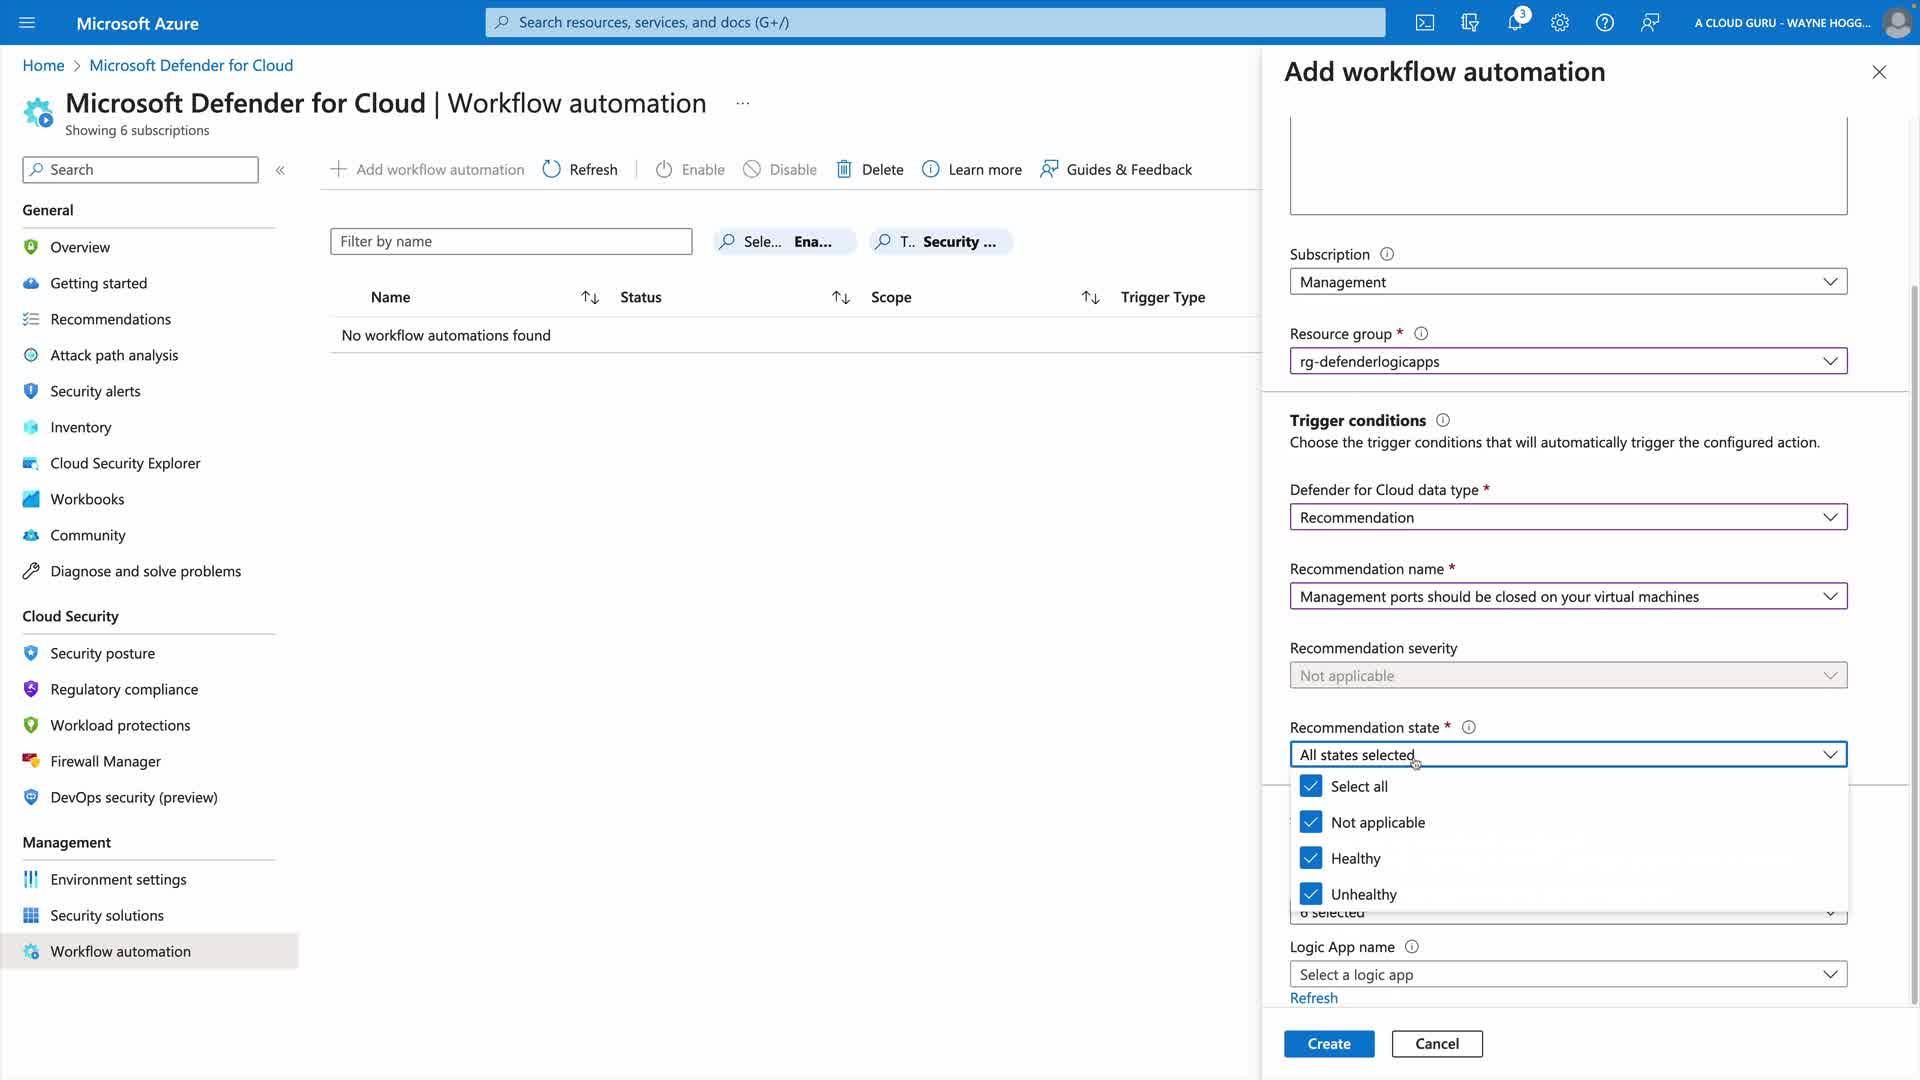 Microsoft Azure
Search resources, services, and docs (G+/)
3
A CLOUD GURU - WAYNE HOGG...
Home > Microsoft Defender for Cloud
Microsoft Defender for Cloud | Workflow automation ...
Showing 6 subscriptions
Search «
General
Overview
Getting started
Recommendations
Attack path analysis
Security alerts
Inventory
Cloud Security Explorer
Workbooks
Community
Diagnose and solve problems
Cloud Security
Security posture
Regulatory compliance
Workload protections
Firewall Manager
DevOps security (preview)
Management
Environment settings
Security solutions
Workflow automation
Add workflow automation Refresh Enable Disable Delete Learn more Guides & Feedback
Filter by name Sele... Ena... T.. Security ...
Name Status Scope Trigger Type
No workflow automations found
Add workflow automation
Subscription
Management
Resource group *
rg-defenderlogicapps
Trigger conditions
Choose the trigger conditions that will automatically trigger the configured action.
Defender for Cloud data type *
Recommendation
Recommendation name *
Management ports should be closed on your virtual machines
Recommendation severity
Not applicable
Recommendation state *
All states selected
Select all
Not applicable
Healthy
Unhealthy
6 selected
Logic App name
Select a logic app
Refresh
Create Cancel